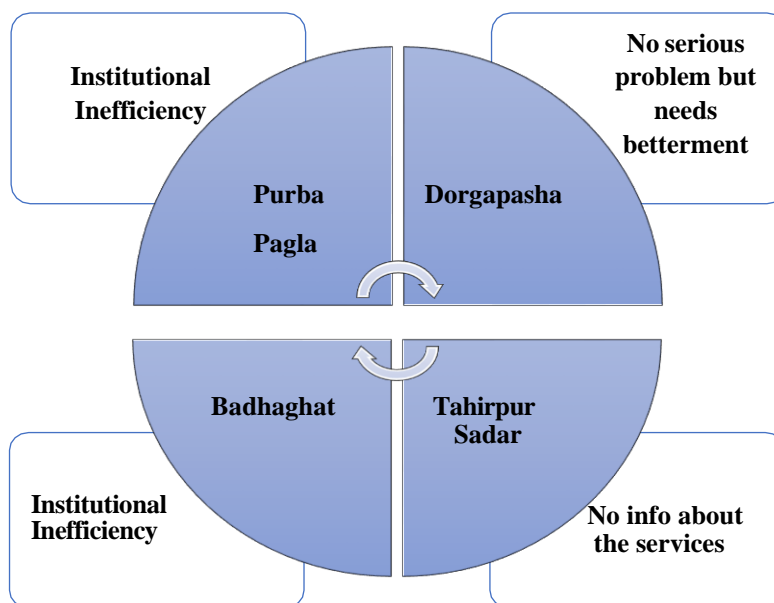 Institutional
Inefficiency
No serious
problem but
needs
betterment
Purba
Pagla
Dorgapasha
Badhaghat
Tahirpur
Sadar
Institutional
Inefficiency
No info about
the services